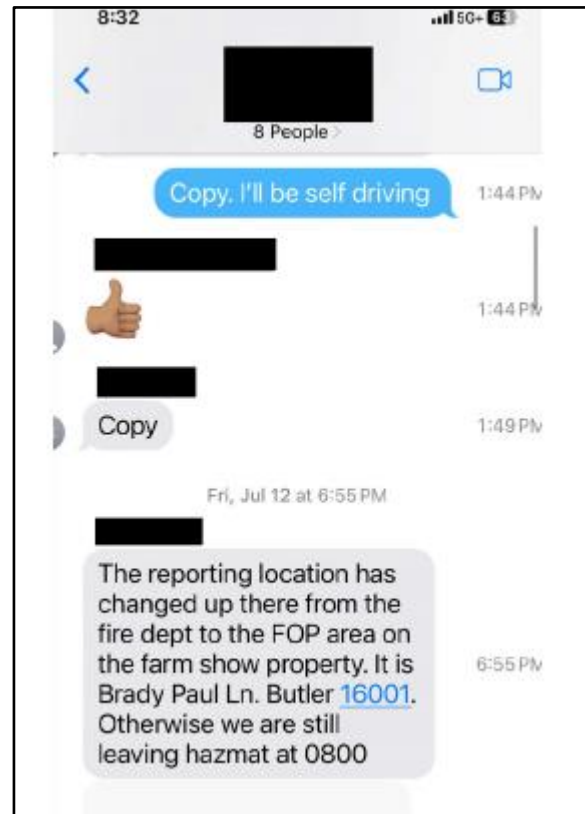 8:32
5G+ 63
8 People >
Copy. I'll be self driving
1:44 PM
1:44 PM
Copy
1:49 PM
Fri, Jul 12 at 6:55 PM
The reporting location has
changed up there from the
fire dept to the FOP area on
the farm show property. It is
Brady Paul Ln. Butler 16001.
Otherwise we are still
leaving hazmat at 0800
6:55 PM